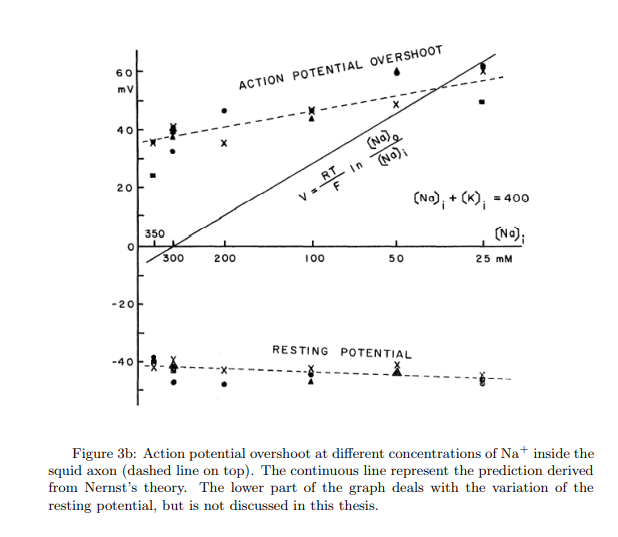 ACTION POTENTIAL OVERSHOOT
60
mV
40
20
0
-20
-40
V = RT/F ln (Na)o/(Na)i
(Na)i + (K)i = 400
350
(Na)i
300 200 100 50 25 mM
RESTING POTENTIAL
Figure 3b: Action potential overshoot at different concentrations of Na+ inside the
squid axon (dashed line on top). The continuous line represent the prediction derived
from Nernst's theory. The lower part of the graph deals with the variation of the
resting potential, but is not discussed in this thesis.